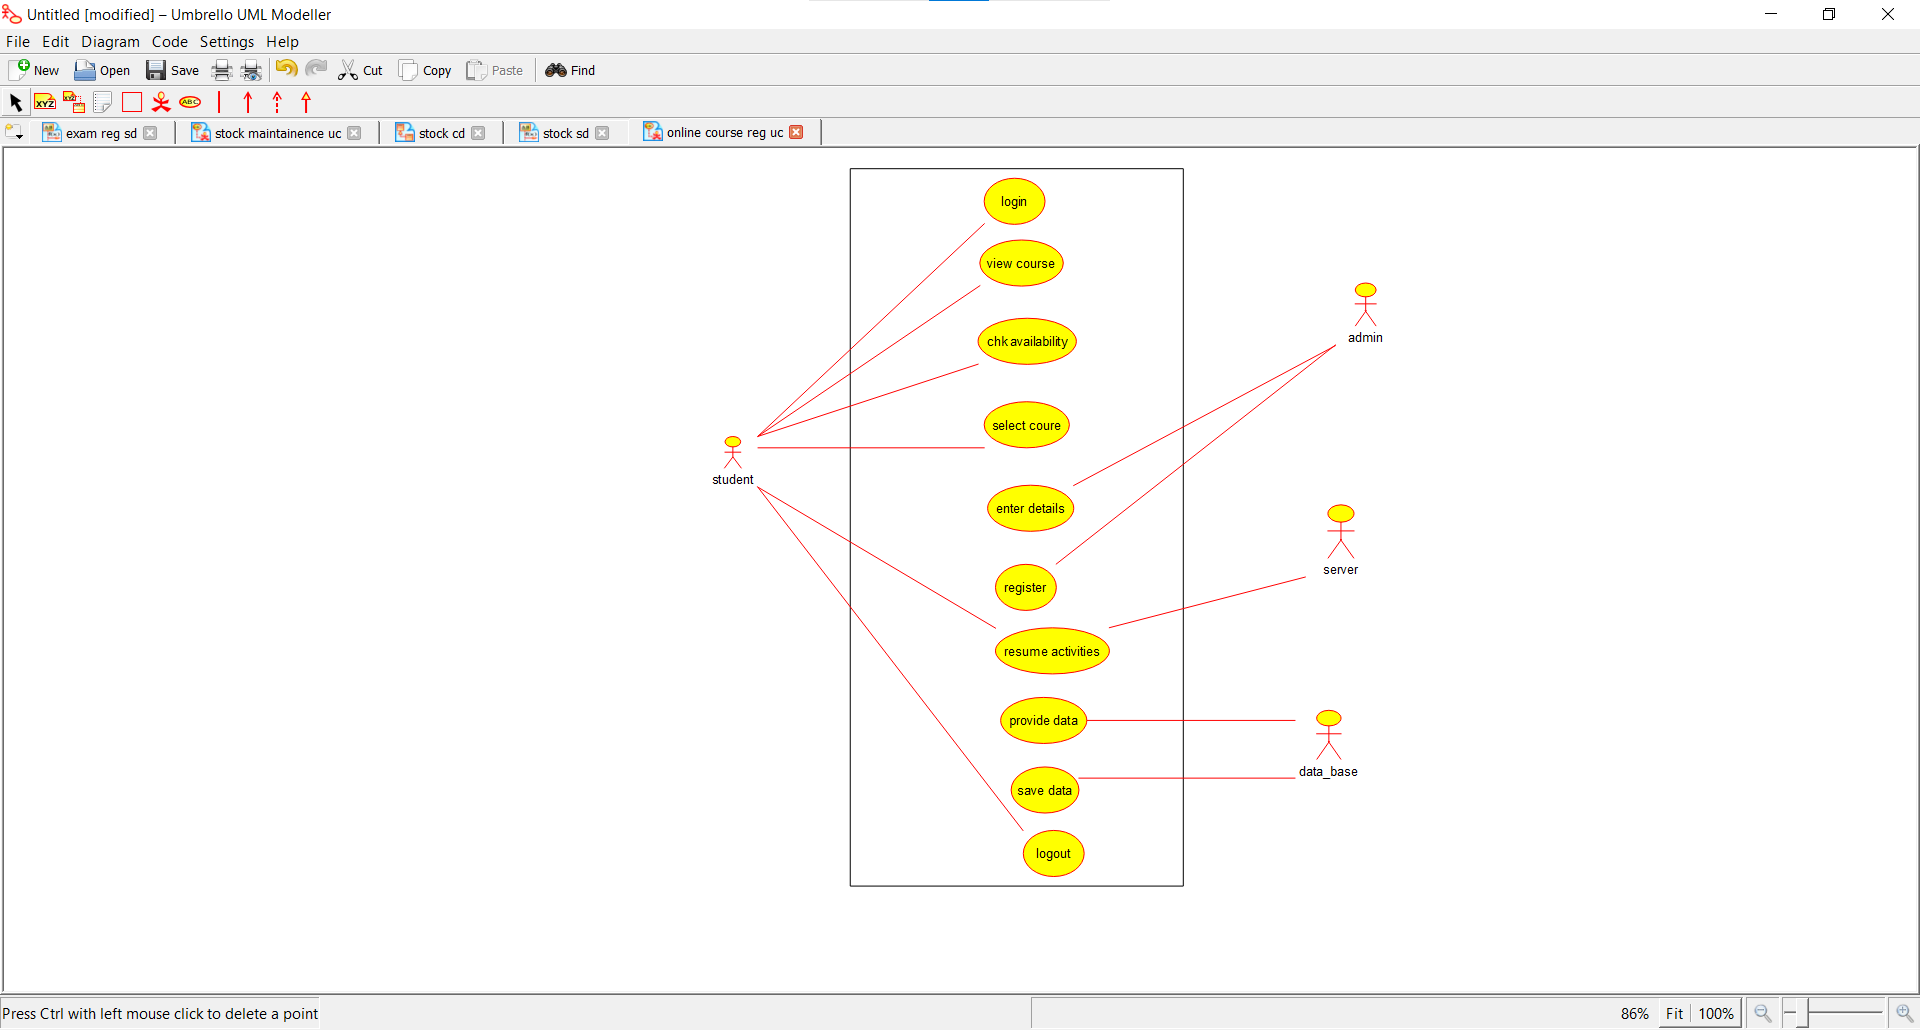 Untitled [modified] – Umbrello UML Modeller
File Edit Diagram Code Settings Help
New Open Save Cut Copy Paste Find
XYZ XYZ ABC
exam reg sd stock maintainence uc stock cd stock sd online course reg uc
login
view course
chk availability
select coure
enter details
register
resume activities
provide data
save data
logout
student
admin
server
data_base
Press Ctrl with left mouse click to delete a point
86% Fit 100%